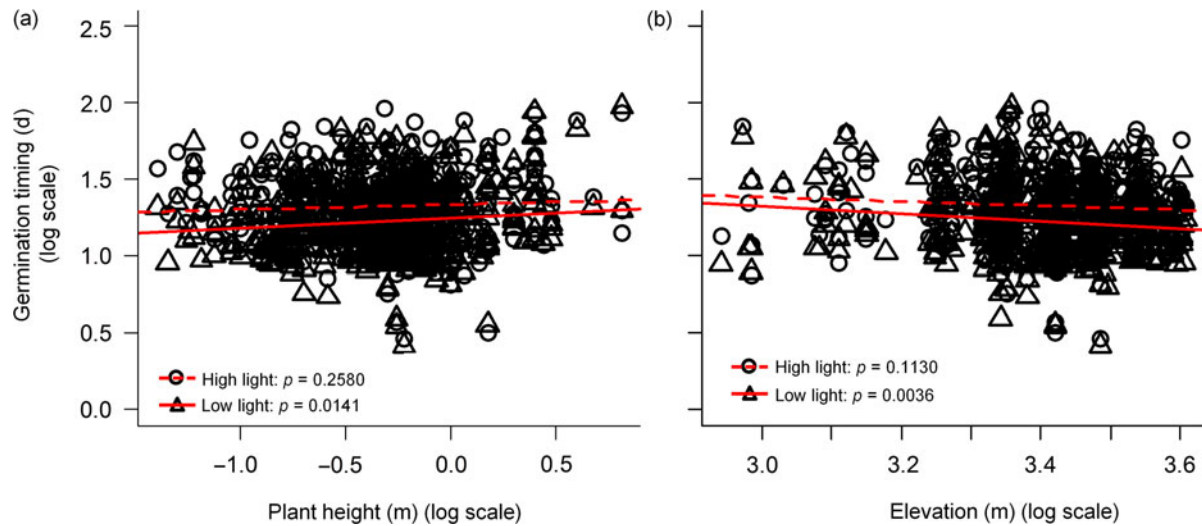 (a)
2.5
2.0
1.5
1.0
0.5
0.0
Germination timing (d)
(log scale)
High light: p = 0.2580
Low light: p = 0.0141
−1.0 −0.5 0.0 0.5
Plant height (m) (log scale)
(b)
High light: p = 0.1130
Low light: p = 0.0036
3.0 3.2 3.4 3.6
Elevation (m) (log scale)